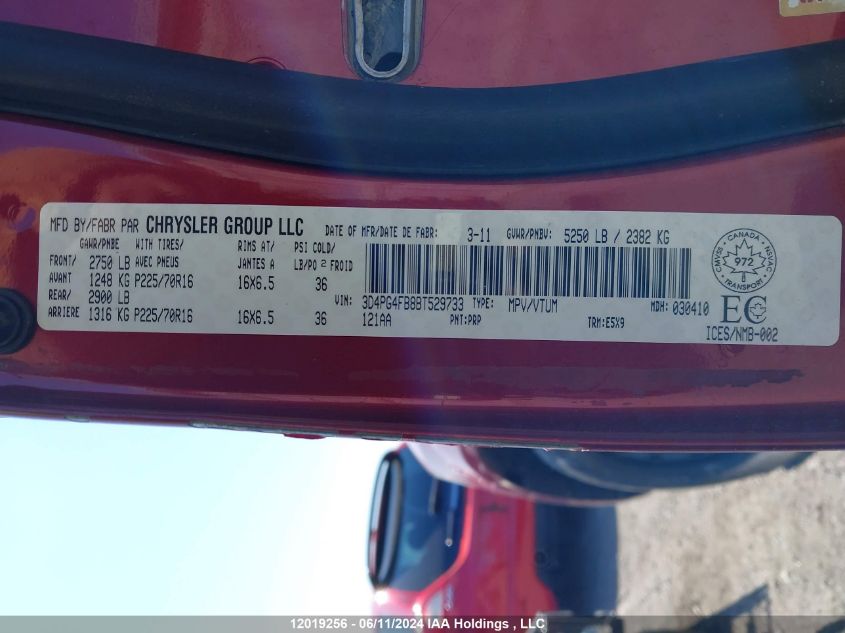 MFD BY/FABR PAR CHRYSLER GROUP LLC
DATE OF MFR/DATE DE FABR: 3-11 GVWR/PNBV: 5250 LB / 2382 KG
GAWR/PNBE WITH TIRES/ RIMS AT/ PSI COLD/
FRONT/ 2750 LB AVEC PNEUS JANTES A LB/PO² FROID
AVANT 1248 KG P225/70R16 16X6.5 36
REAR/ 2900 LB
ARRIERE 1316 KG P225/70R16 16X6.5 36
VIN: 3D4PG4FB8BT529733 TYPE: MPV/VTUM MDH: 030410
121AA PNT:PRP TRM:E5X9
CMVSS CANADA NSVAC
972
TRANSPORT
EC
ICES/NMB-002
12019256 - 06/11/2024 IAA Holdings , LLC